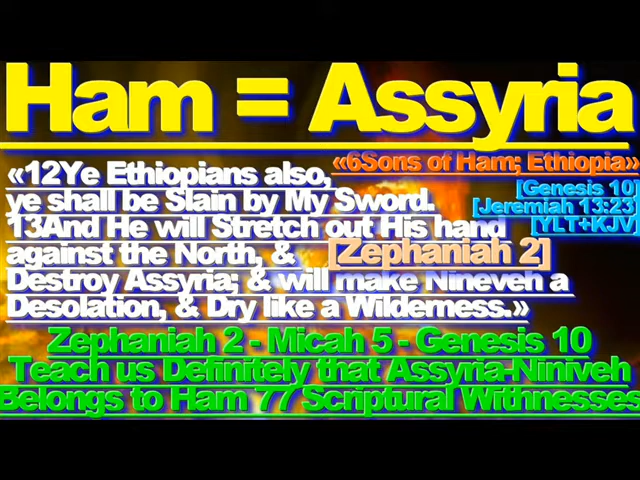 Ham = Assyria
«12Ye Ethiopians also,
«6Sons of Ham; Ethiopia»
[Genesis 10]
ye shall be Slain by My Sword.
[Jeremiah 13:23]
13And He will Stretch out His hand
[YLT+KJV]
against the North, &
[Zephaniah 2]
Destroy Assyria; & will make Nineveh a
Desolation, & Dry like a Wilderness.»
Zephaniah 2 - Micah 5 - Genesis 10
Teach us Definitely that Assyria-Niniveh
Belongs to Ham 77 Scriptural Withnesses